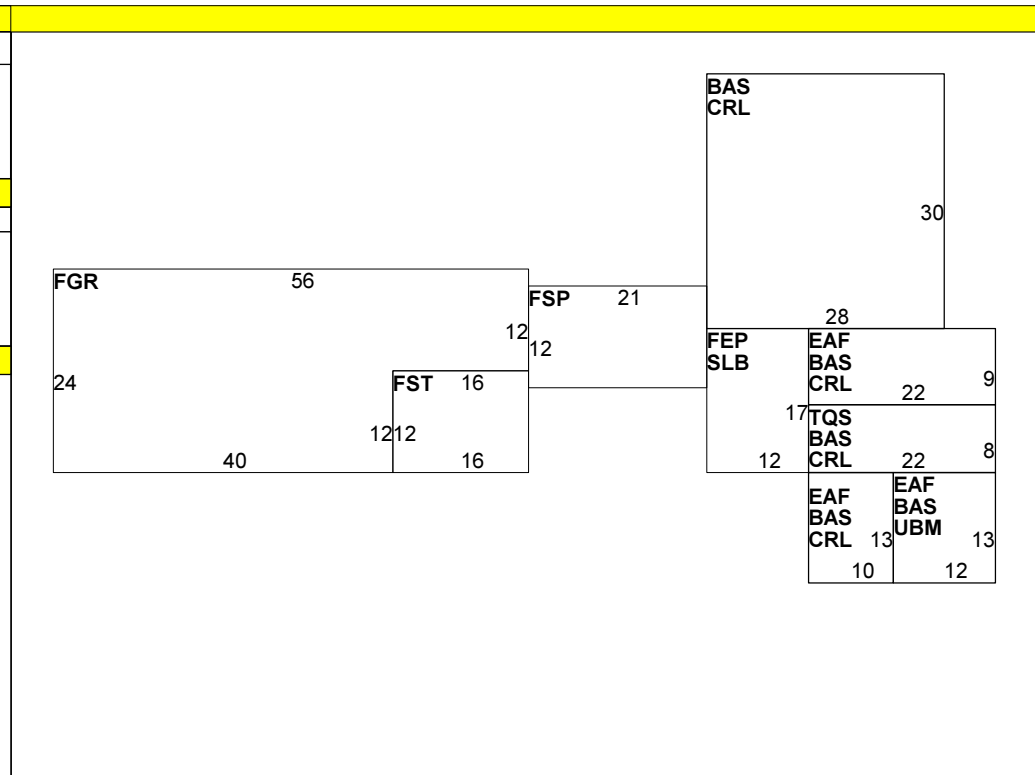 BAS
CRL
30
28
FGR
56
12
24
40
FST
16
12
12
16
FSP
21
12
FEP
SLB
17
12
EAF
BAS
CRL
22
9
TQS
BAS
CRL
22
8
EAF
BAS
CRL
13
10
EAF
BAS
UBM
13
12